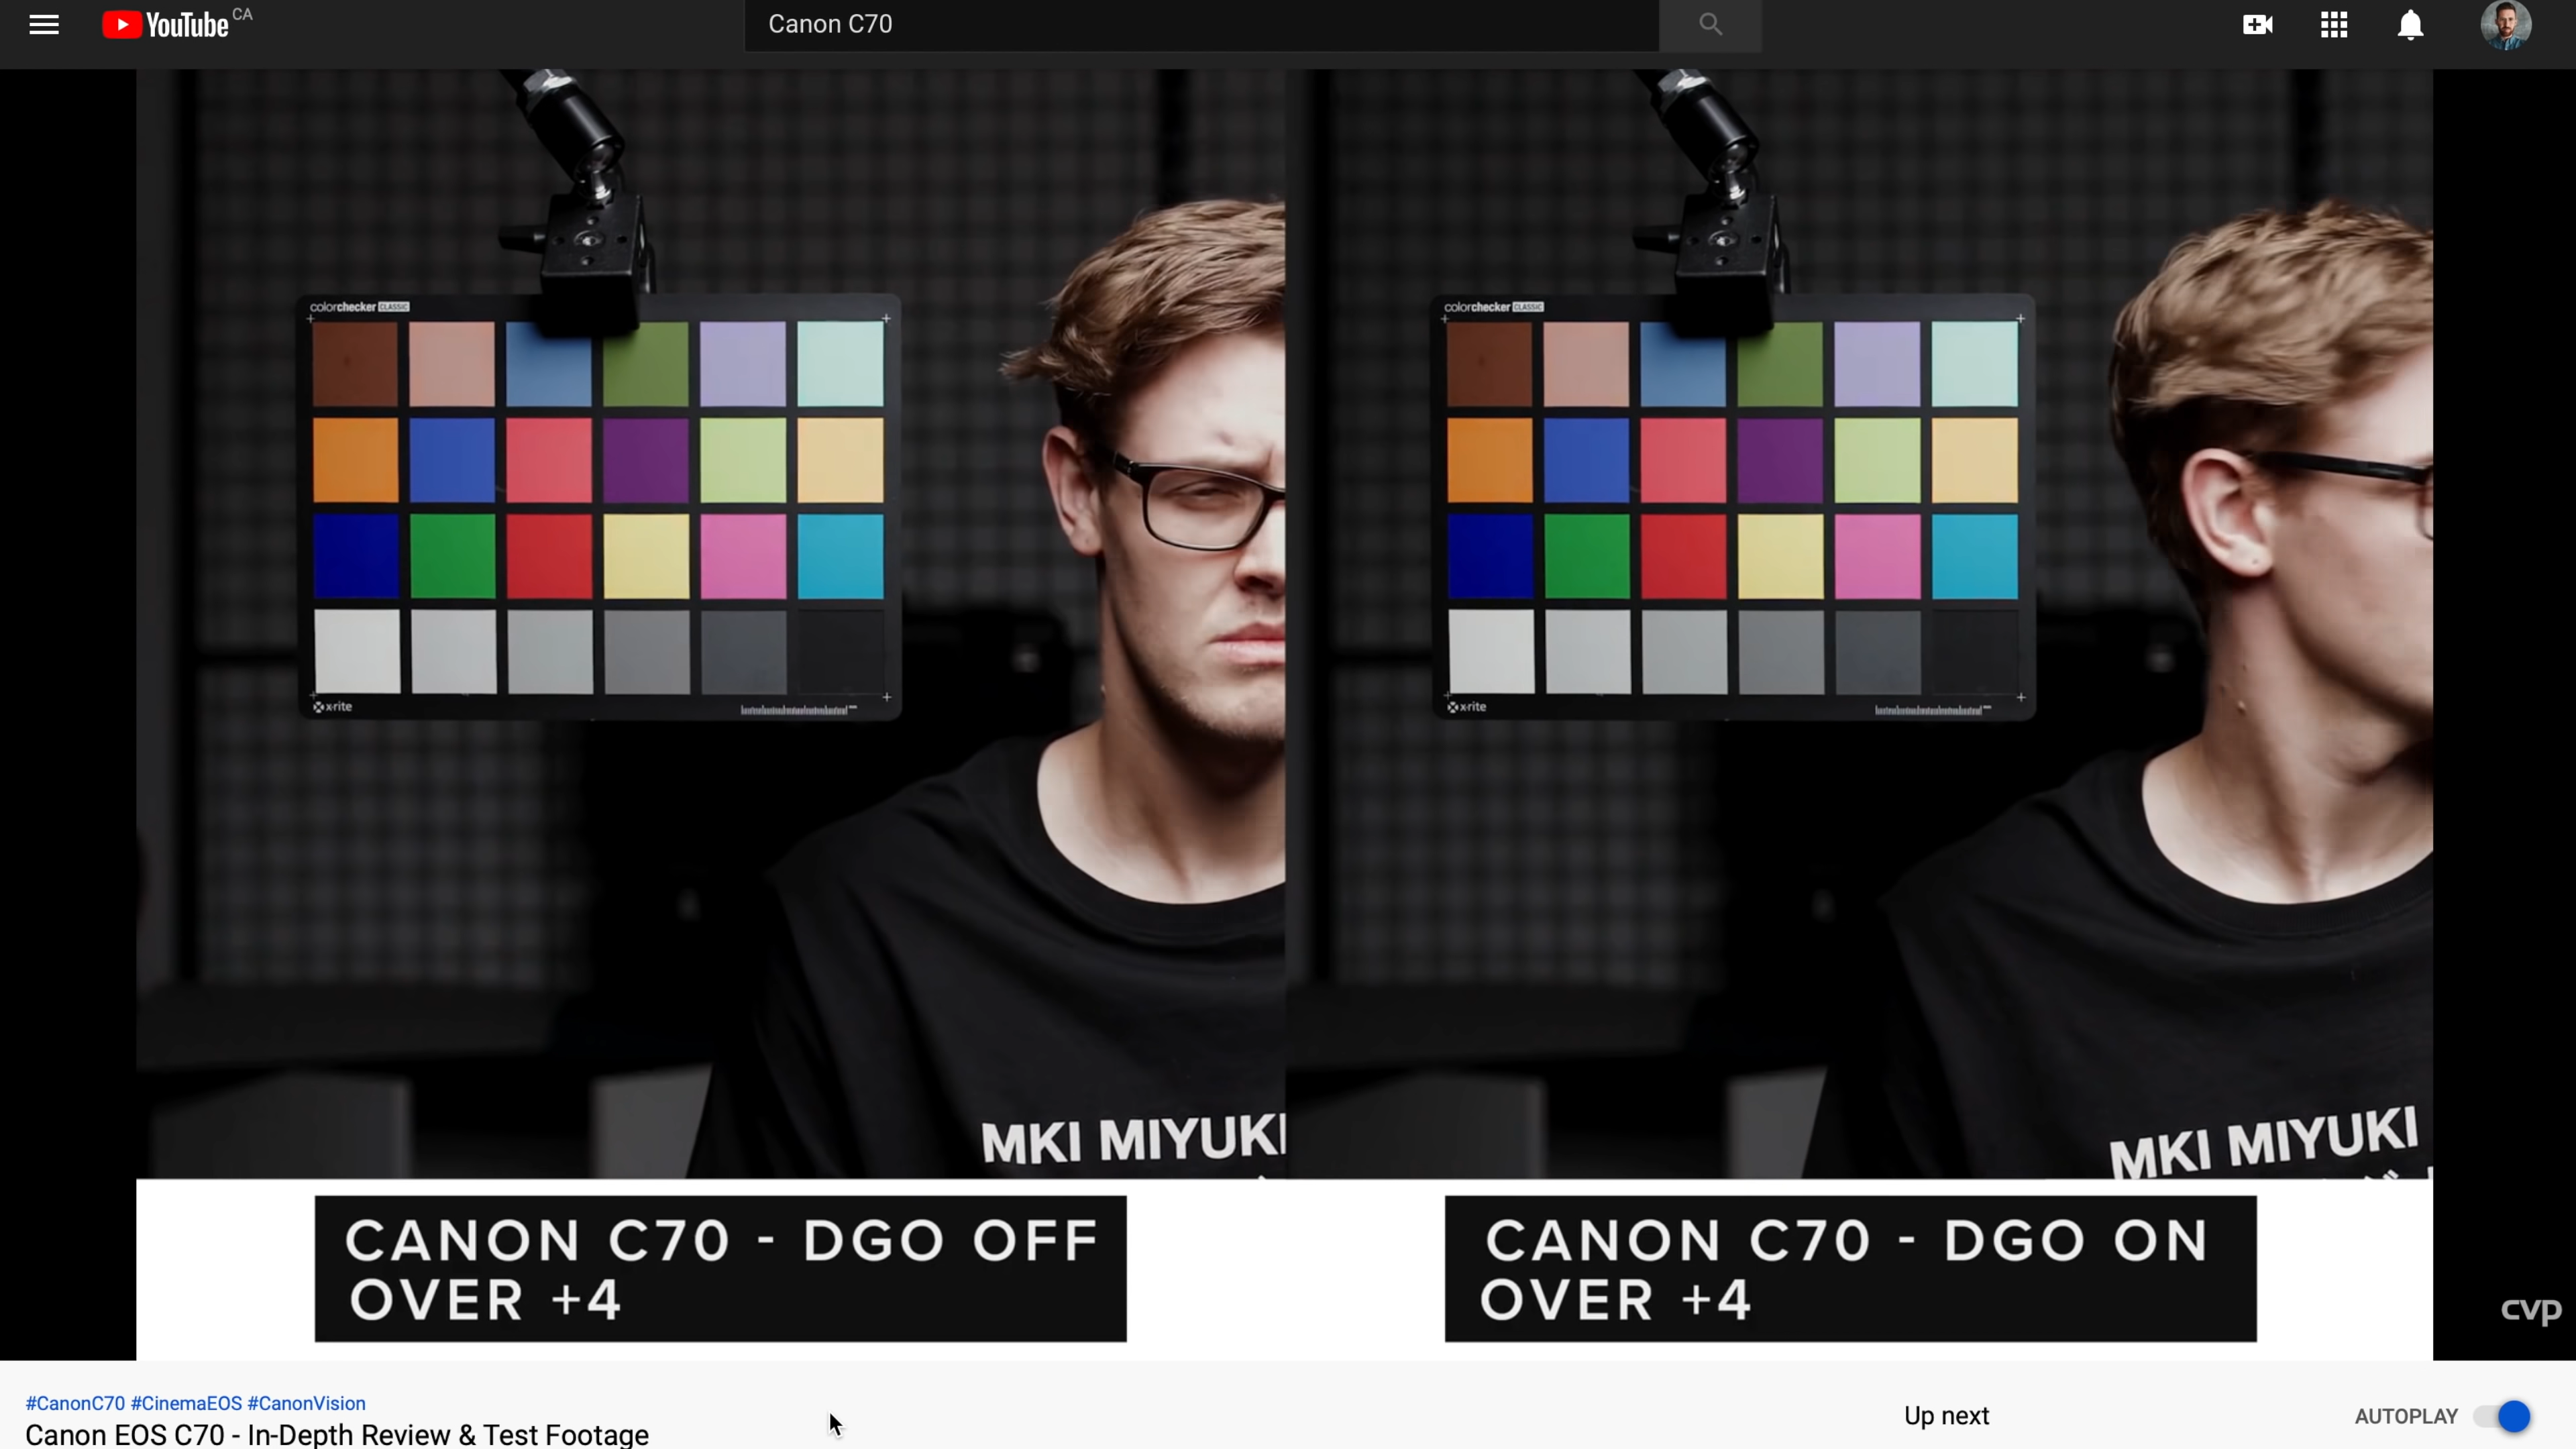 YouTube CA
Canon C70
colorchecker CLASSIC
x-rite
MKI MIYUKI
colorchecker CLASSIC
x-rite
MKI MIYUKI
CANON C70 - DGO OFF
OVER +4
CANON C70 - DGO ON
OVER +4
cvp
#CanonC70 #CinemaEOS #CanonVision
Canon EOS C70 - In-Depth Review & Test Footage
Up next
AUTOPLAY